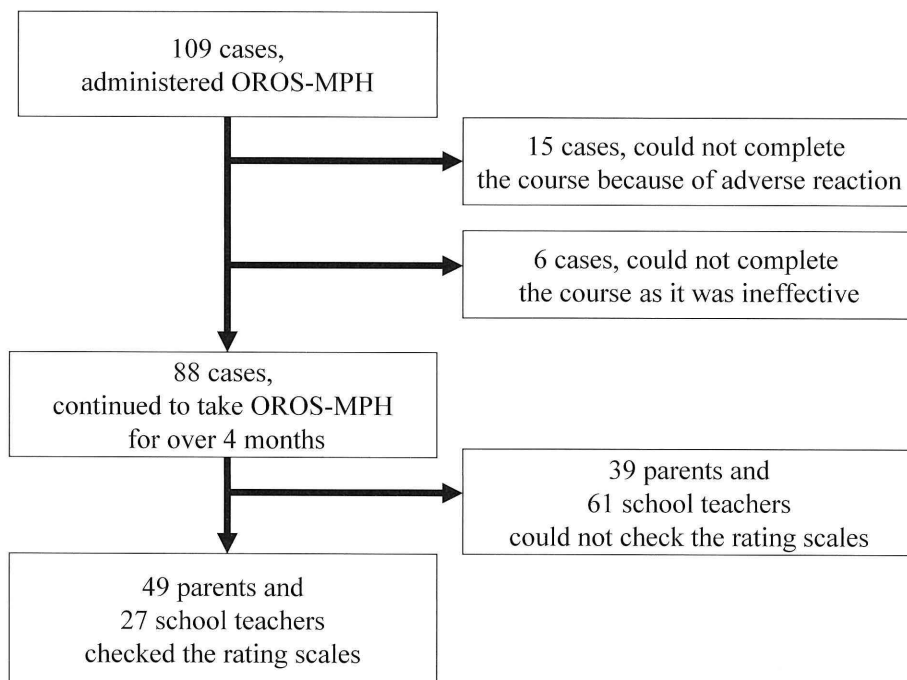 109 cases,
administered OROS-MPH
15 cases, could not complete
the course because of adverse reaction
6 cases, could not complete
the course as it was ineffective
88 cases,
continued to take OROS-MPH
for over 4 months
39 parents and
61 school teachers
could not check the rating scales
49 parents and
27 school teachers
checked the rating scales